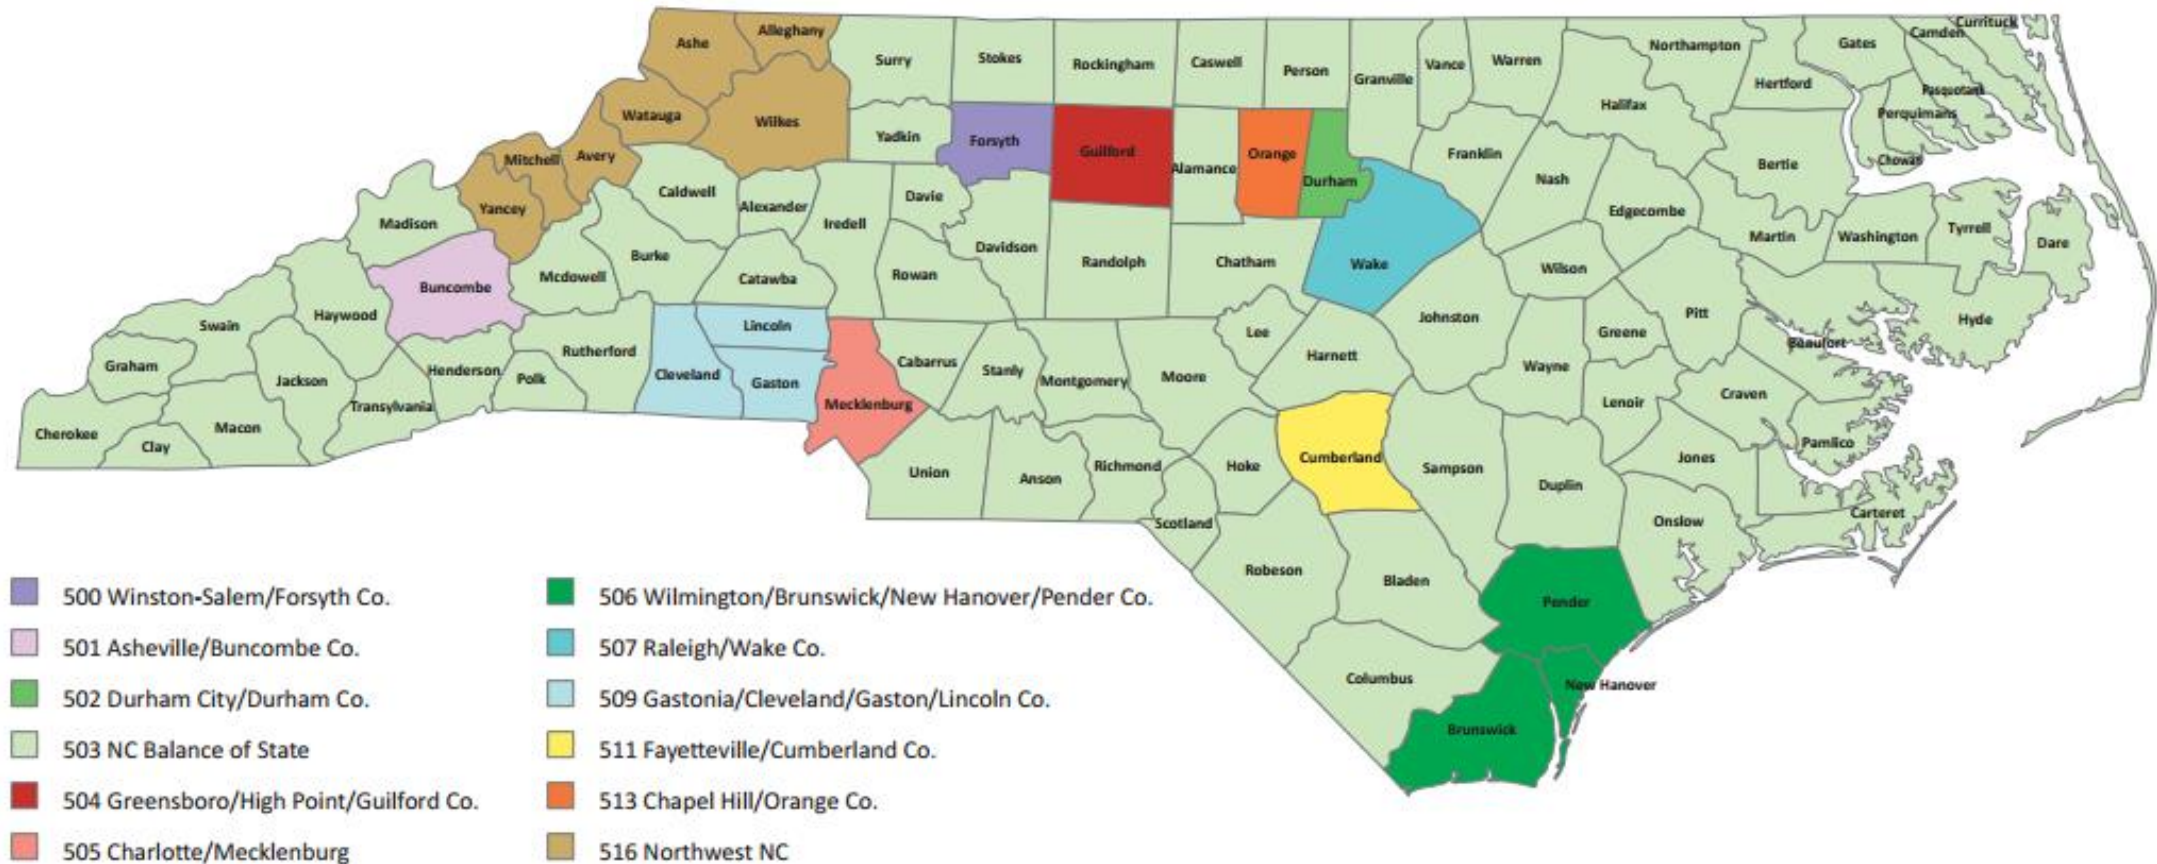 Ashe
Alleghany
Surry
Stokes
Rockingham
Caswell
Person
Granville
Vance
Warren
Northampton
Hertford
Gates
Camden
Currituck
Pasquotank
Perquimans
Chowan
Watauga
Wilkes
Yadkin
Forsyth
Guilford
Alamance
Orange
Durham
Franklin
Halifax
Bertie
Mitchell
Avery
Yancey
Caldwell
Alexander
Iredell
Davie
Nash
Edgecombe
Martin
Washington
Tyrrell
Dare
Madison
Buncombe
Mcdowell
Burke
Catawba
Rowan
Davidson
Randolph
Chatham
Wake
Wilson
Johnston
Pitt
Greene
Beaufort
Hyde
Swain
Haywood
Graham
Jackson
Henderson
Polk
Rutherford
Cleveland
Lincoln
Gaston
Mecklenburg
Cabarrus
Stanly
Montgomery
Moore
Lee
Harnett
Wayne
Lenoir
Craven
Pamlico
Cherokee
Clay
Macon
Transylvania
Union
Anson
Richmond
Hoke
Scotland
Cumberland
Sampson
Duplin
Jones
Onslow
Carteret
Robeson
Bladen
Pender
Columbus
New Hanover
Brunswick
500 Winston-Salem/Forsyth Co.
501 Asheville/Buncombe Co.
502 Durham City/Durham Co.
503 NC Balance of State
504 Greensboro/High Point/Guilford Co.
505 Charlotte/Mecklenburg
506 Wilmington/Brunswick/New Hanover/Pender Co.
507 Raleigh/Wake Co.
509 Gastonia/Cleveland/Gaston/Lincoln Co.
511 Fayetteville/Cumberland Co.
513 Chapel Hill/Orange Co.
516 Northwest NC